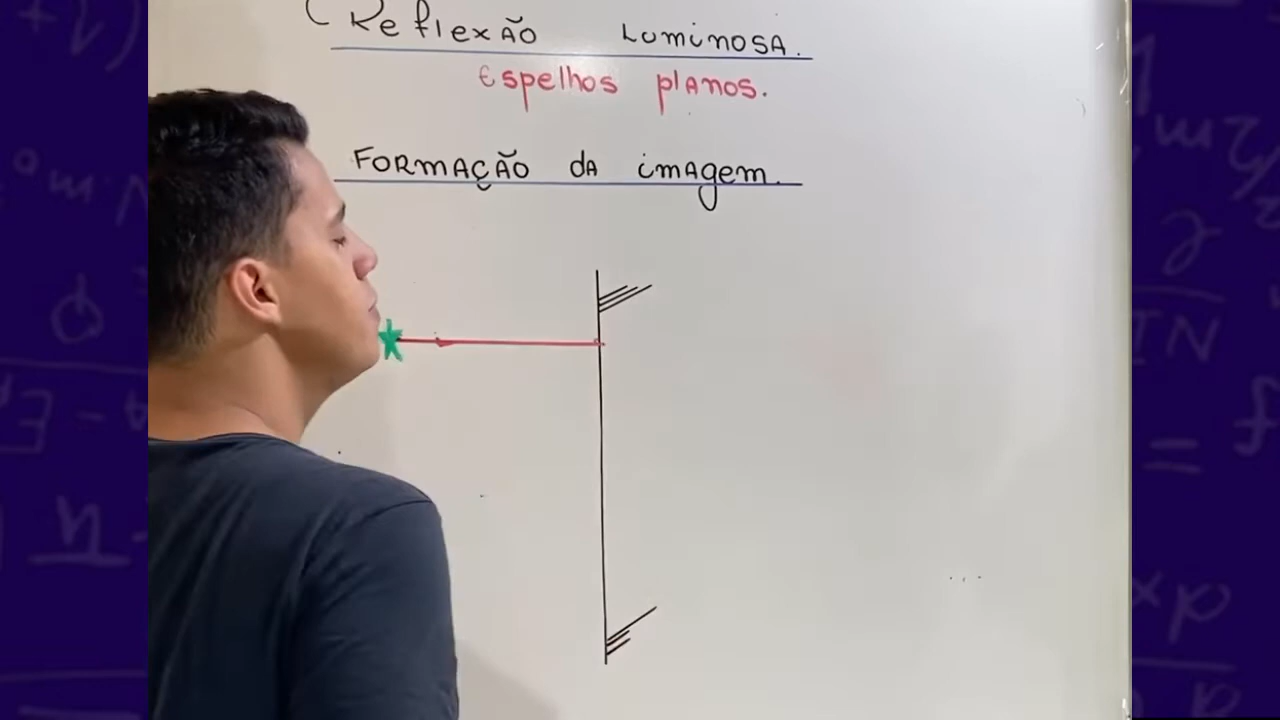 Reflexão Luminosa.
Espelhos planos.
Formação da imagem.